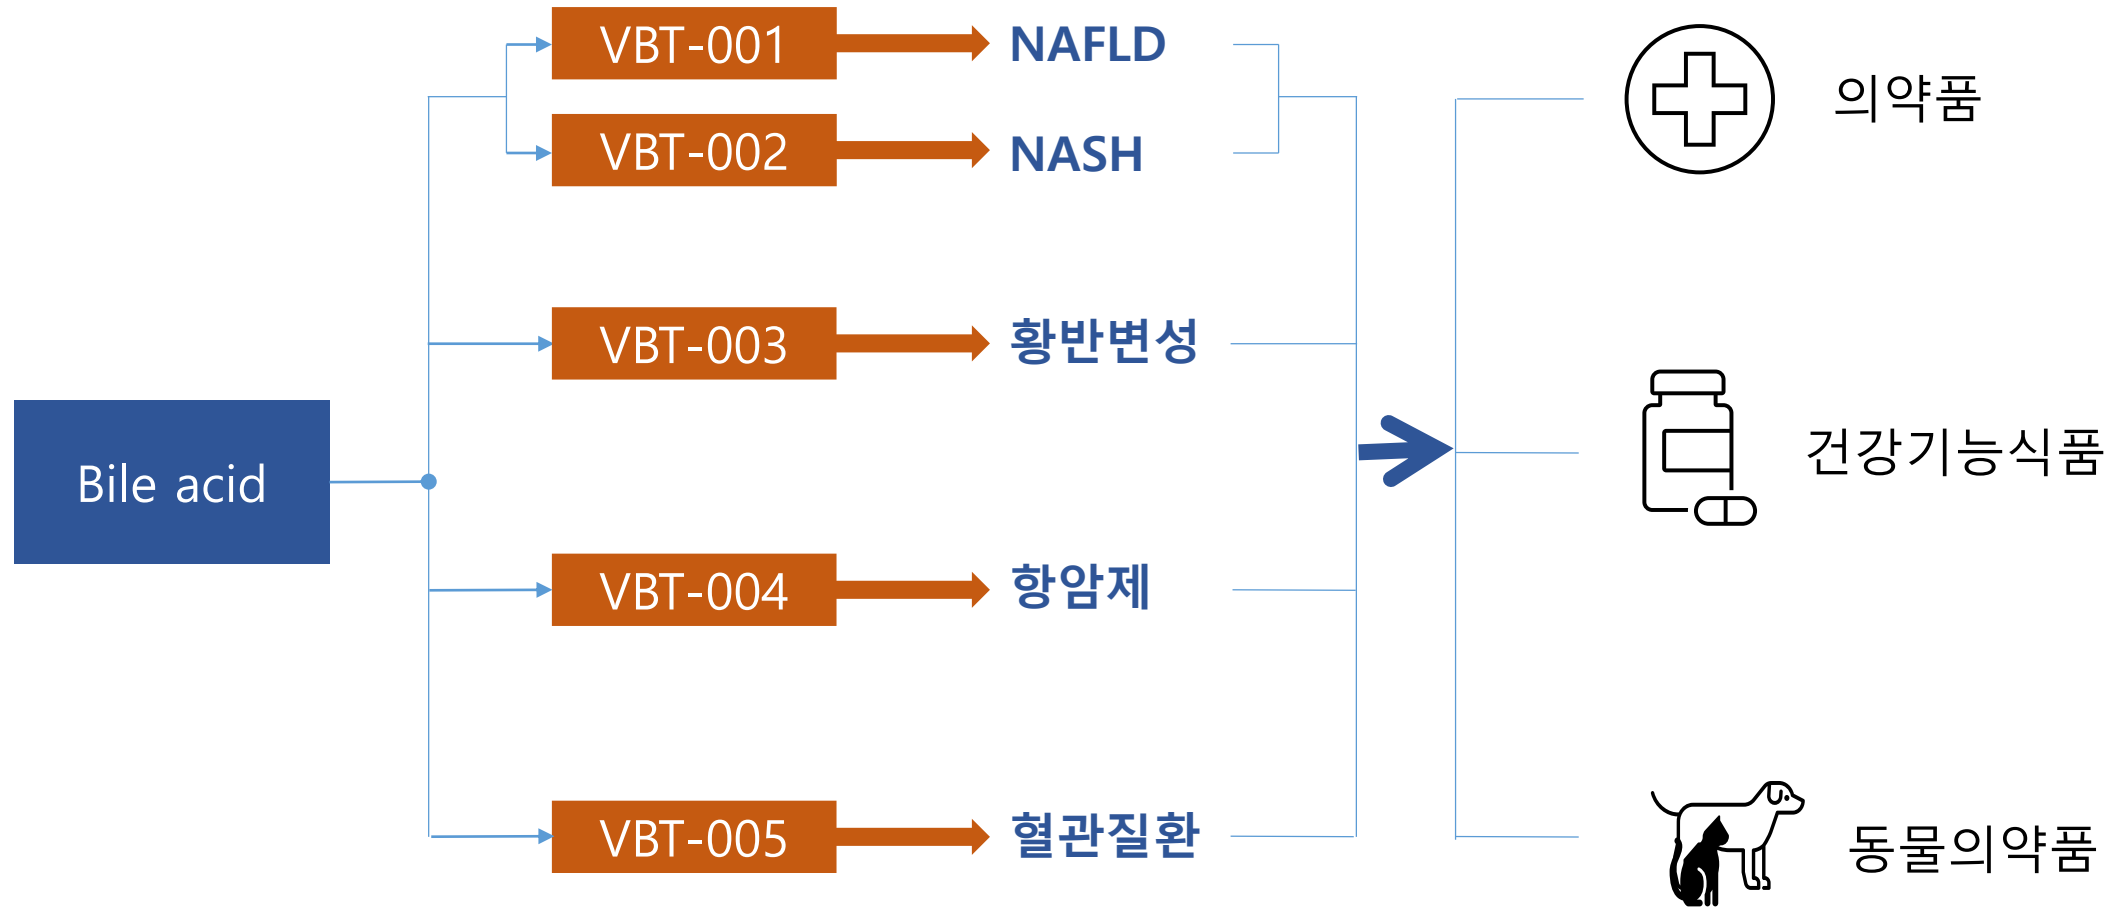 Bile acid
VBT-001
NAFLD
VBT-002
NASH
VBT-003
황반변성
VBT-004
항암제
VBT-005
혈관질환
의약품
건강기능식품
동물의약품